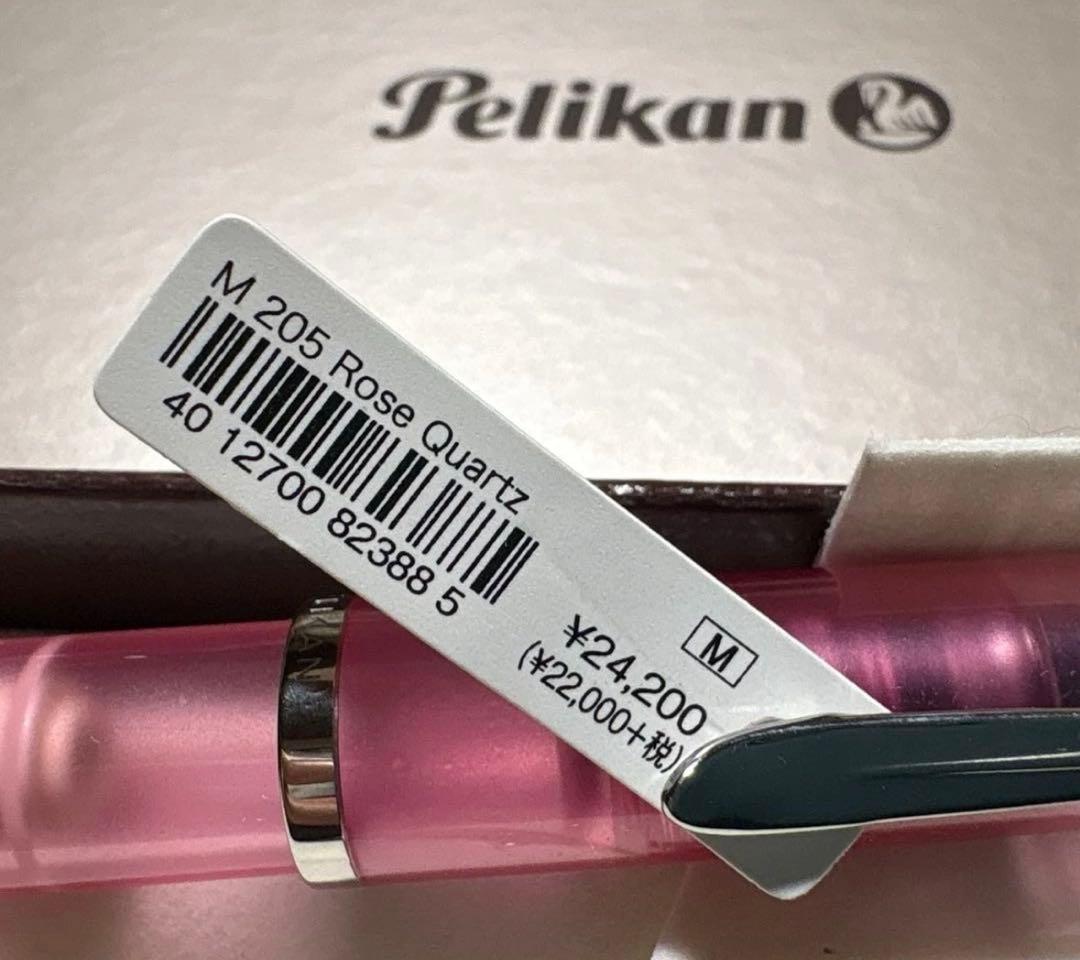 Pelikan
M 205 Rose Quartz
40 12700 82388 5
M
¥24,200
(¥22,000+税)